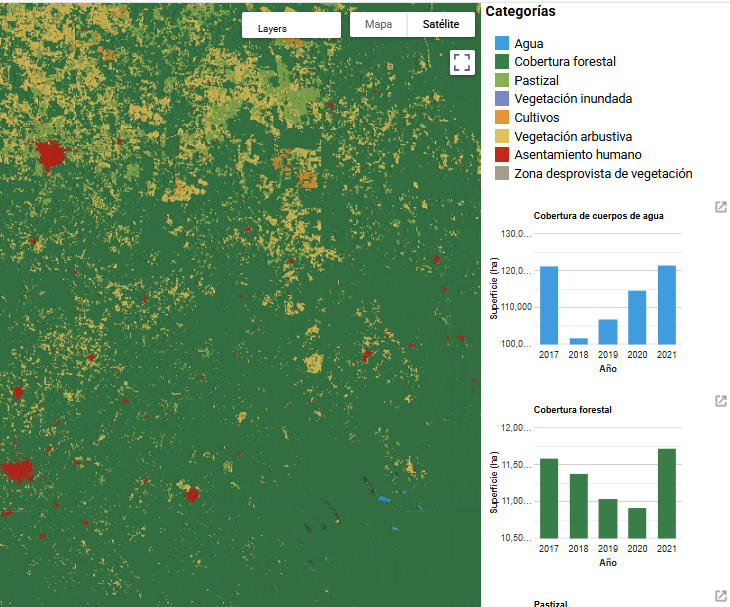 Layers
Mapa
Satélite
Categorías
Agua
Cobertura forestal
Pastizal
Vegetación inundada
Cultivos
Vegetación arbustiva
Asentamiento humano
Zona desprovista de vegetación
Cobertura de cuerpos de agua
Superficie (ha)
130,0...
120,0...
110,000
100,0...
2017 2018 2019 2020 2021
Año
Cobertura forestal
Superficie (ha)
12,00...
11,50...
11,00...
10,50...
2017 2018 2019 2020 2021
Año
Pastizal